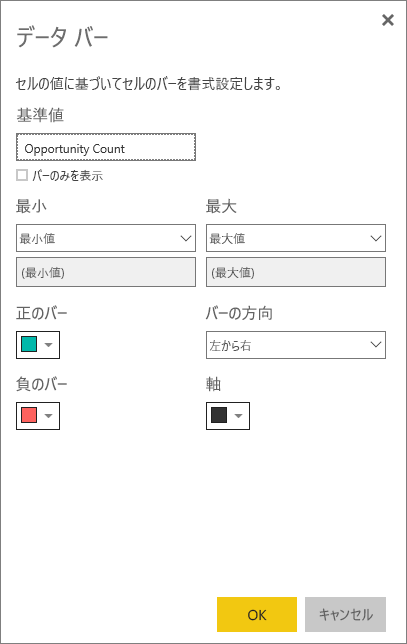 データ バー
セルの値に基づいてセルのバーを書式設定します。
基準値
Opportunity Count
バーのみを表示
最小
最大
最小値
最大値
(最小値)
(最大値)
正のバー
バーの方向
左から右
負のバー
軸
OK
キャンセル